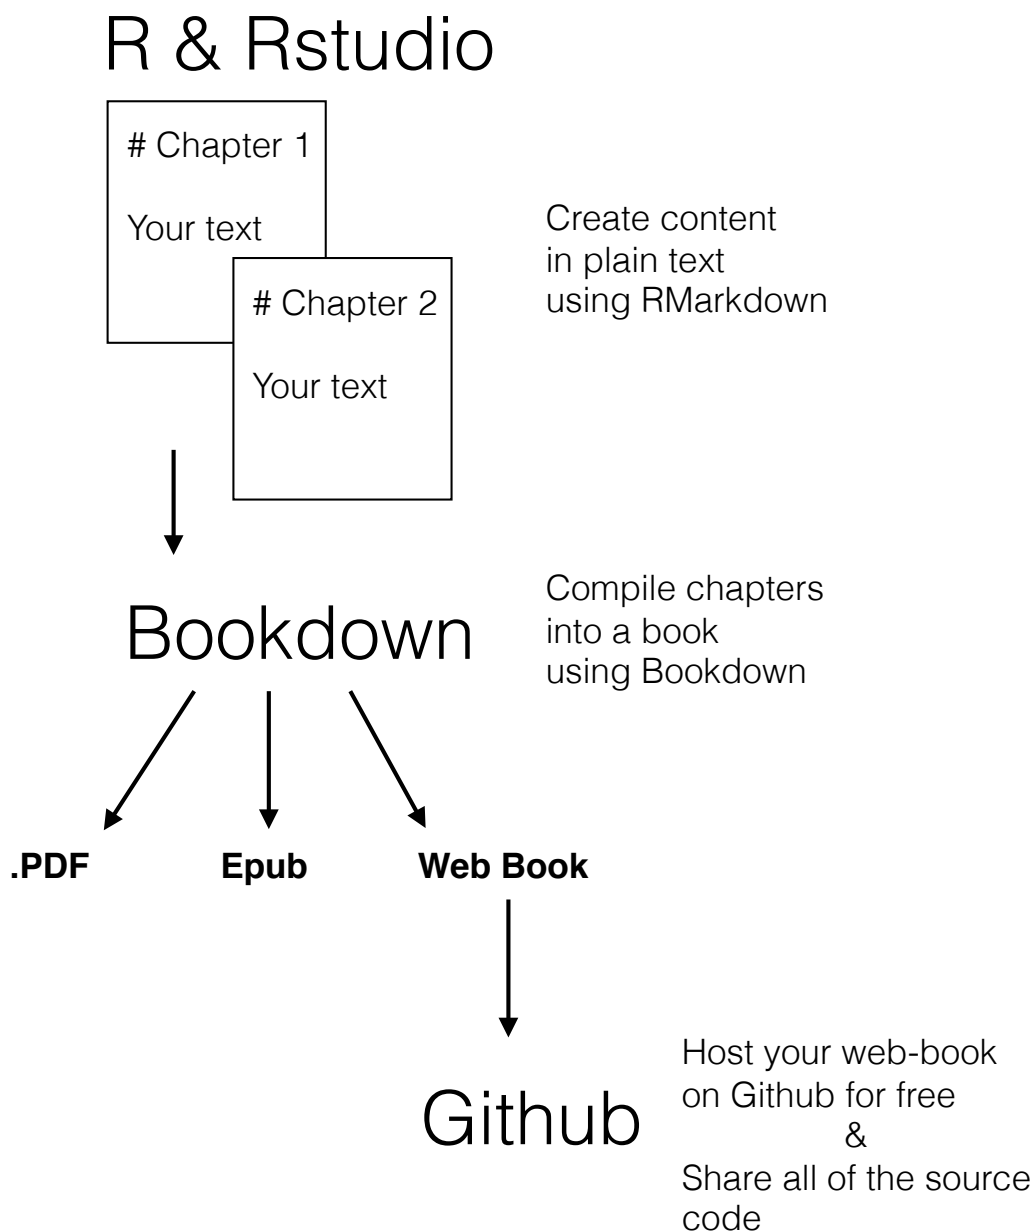 R & Rstudio
# Chapter 1
Your text
# Chapter 2
Your text
Create content
in plain text
using RMarkdown
Bookdown
Compile chapters
into a book
using Bookdown
.PDF
Epub
Web Book
Github
Host your web-book
on Github for free
&
Share all of the source
code